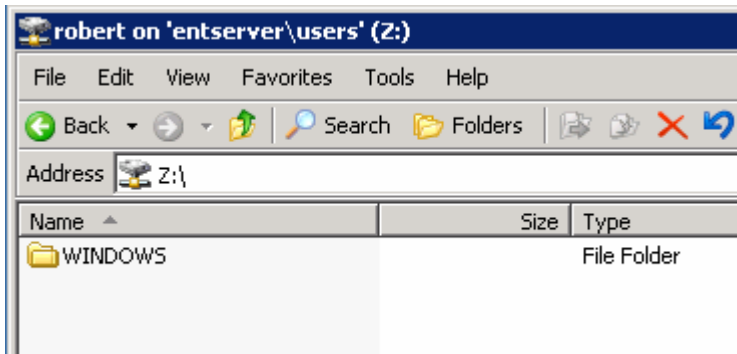 robert on 'entserver\users' (Z:)
File Edit View Favorites Tools Help
Back Search Folders
Address Z:\
Name Size Type
WINDOWS File Folder